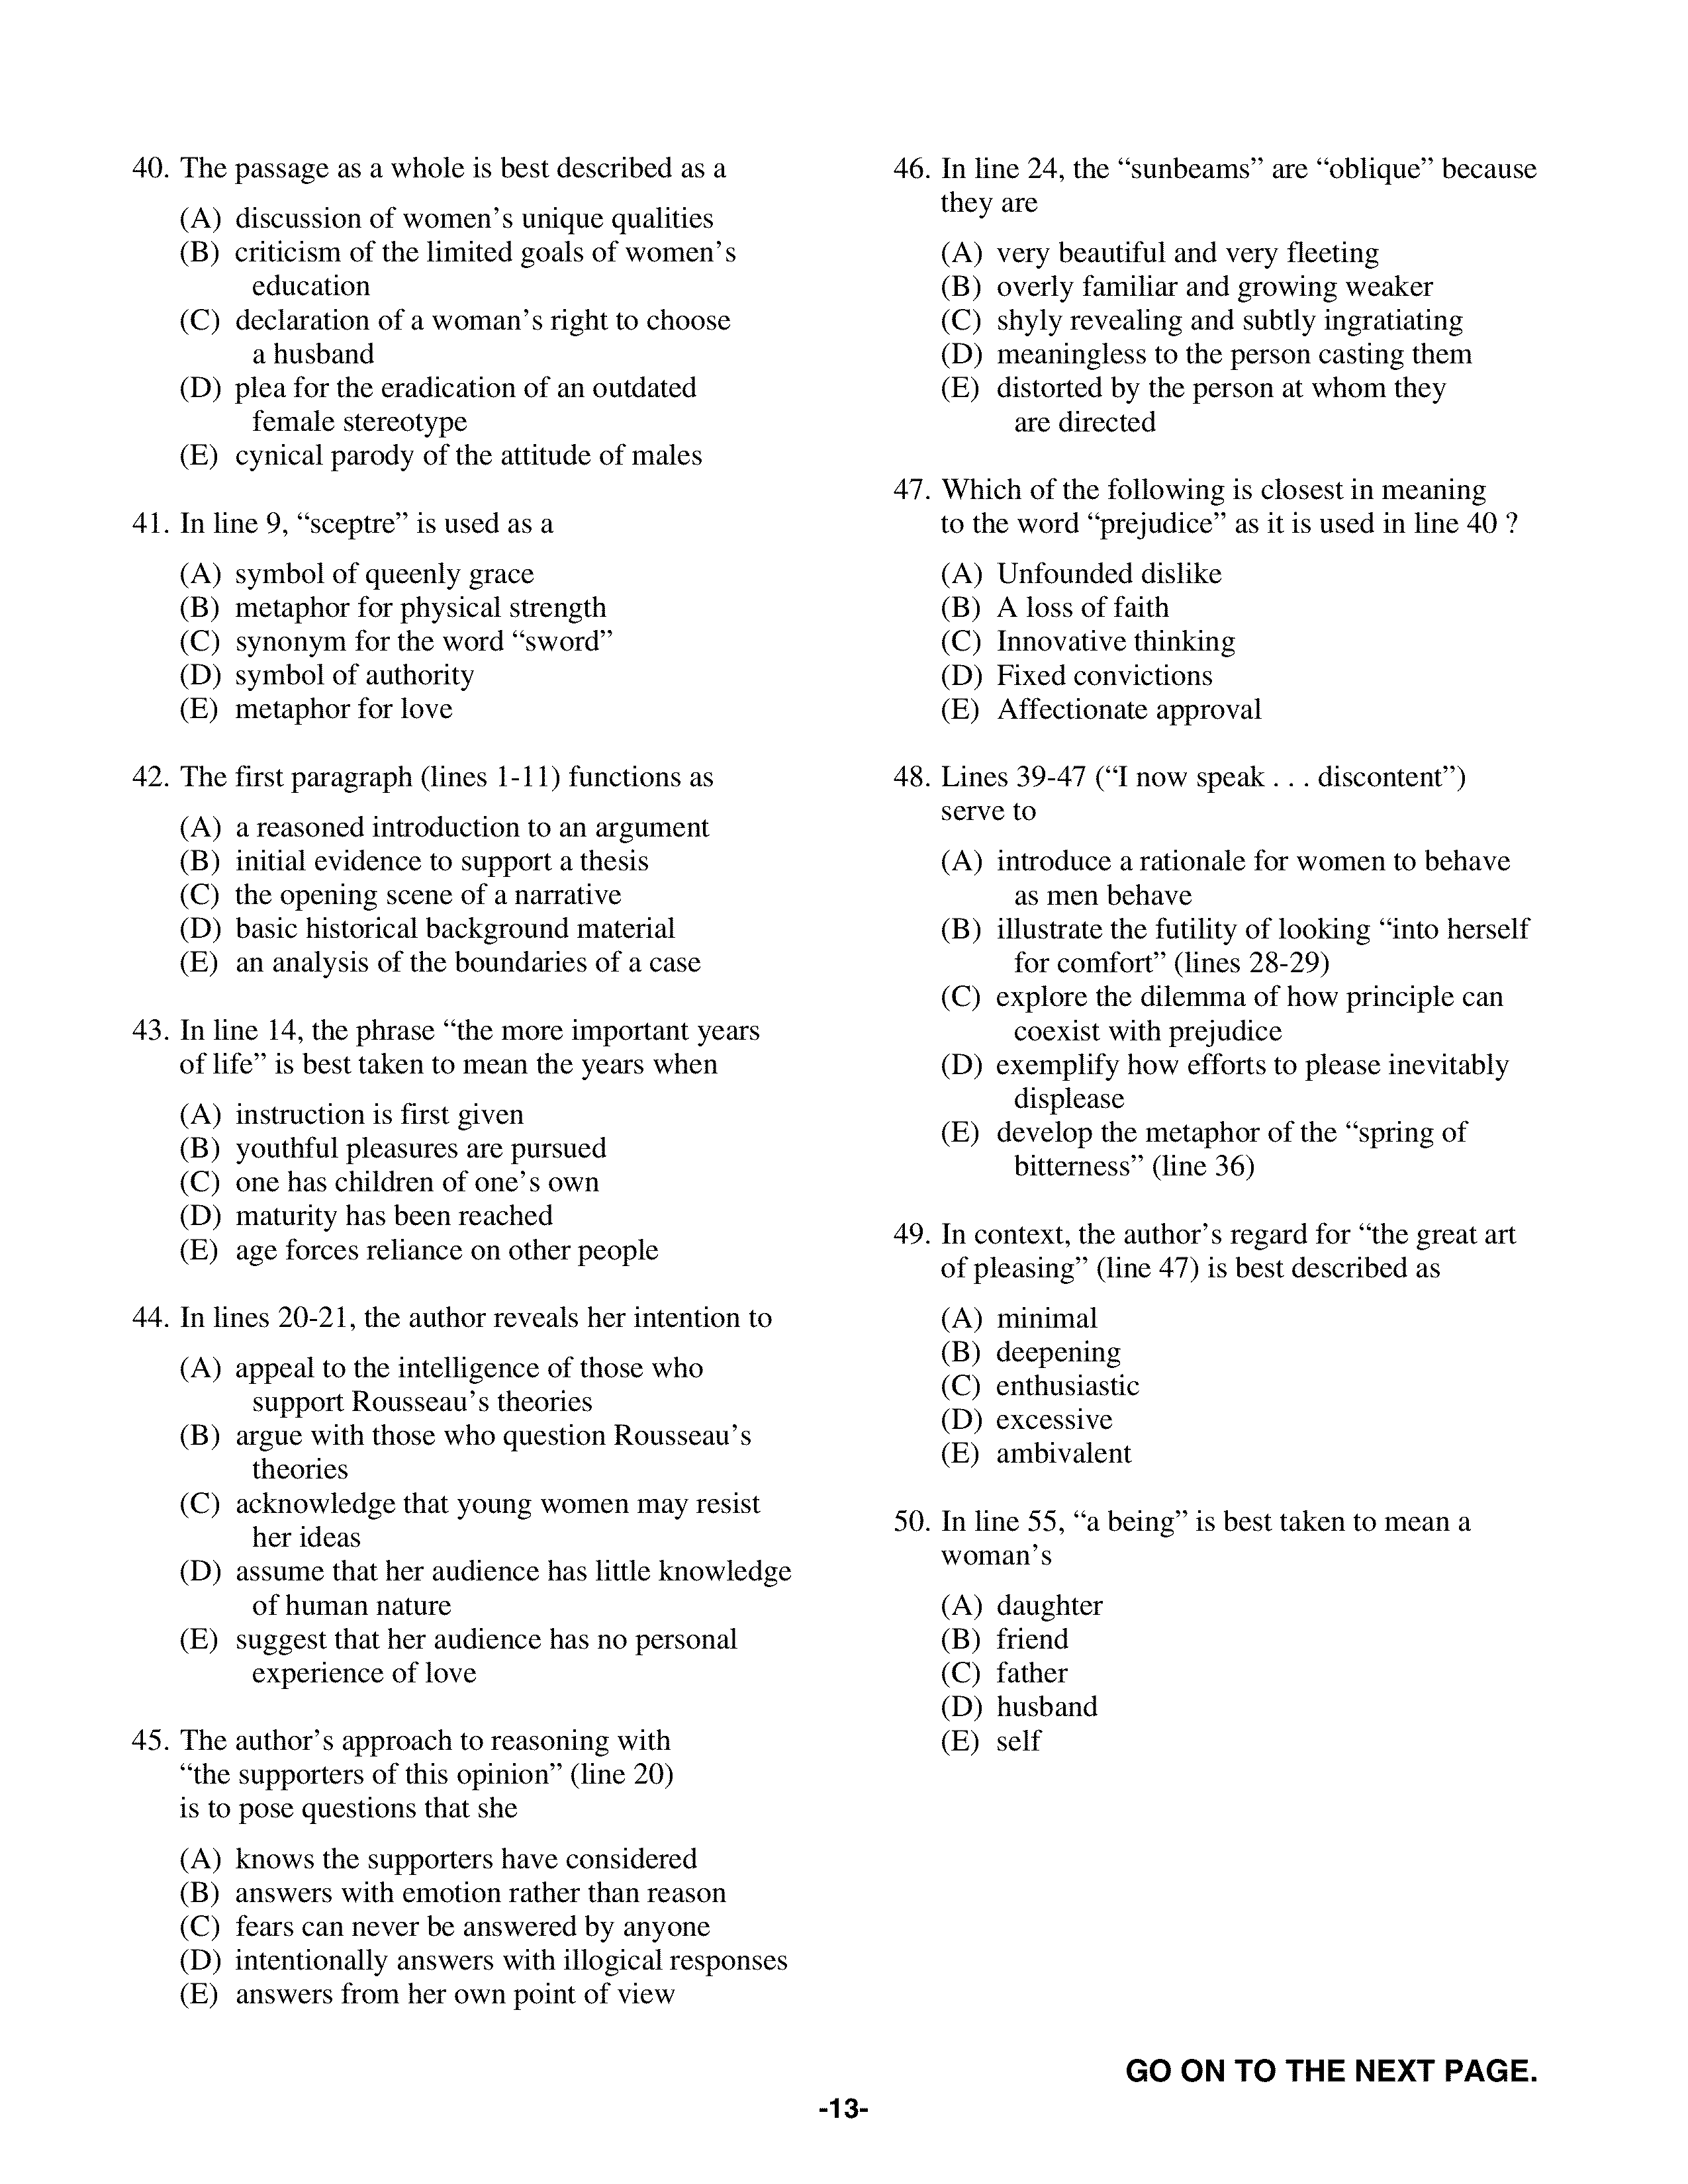 40. The passage as a whole is best described as a
(A) discussion of women's unique qualities
(B) criticism of the limited goals of women's
education
(C) declaration of a woman's right to choose
a husband
(D) plea for the eradication of an outdated
female stereotype
(E) cynical parody of the attitude of males
41. In line 9, “sceptre” is used as a
(A) symbol of queenly grace
(B) metaphor for physical strength
(C) synonym for the word “sword”
(D) symbol of authority
(E) metaphor for love
42. The first paragraph (lines 1-11) functions as
(A) a reasoned introduction to an argument
(B) initial evidence to support a thesis
(C) the opening scene of a narrative
(D) basic historical background material
(E) an analysis of the boundaries of a case
43. In line 14, the phrase “the more important years
of life” is best taken to mean the years when
(A) instruction is first given
(B) youthful pleasures are pursued
(C) one has children of one's own
(D) maturity has been reached
(E) age forces reliance on other people
44. In lines 20-21, the author reveals her intention to
(A) appeal to the intelligence of those who
support Rousseau's theories
(B) argue with those who question Rousseau's
theories
(C) acknowledge that young women may resist
her ideas
(D) assume that her audience has little knowledge
of human nature
(E) suggest that her audience has no personal
experience of love
45. The author's approach to reasoning with
“the supporters of this opinion” (line 20)
is to pose questions that she
(A) knows the supporters have considered
(B) answers with emotion rather than reason
(C) fears can never be answered by anyone
(D) intentionally answers with illogical responses
(E) answers from her own point of view
46. In line 24, the “sunbeams” are “oblique” because
they are
(A) very beautiful and very fleeting
(B) overly familiar and growing weaker
(C) shyly revealing and subtly ingratiating
(D) meaningless to the person casting them
(E) distorted by the person at whom they
are directed
47. Which of the following is closest in meaning
to the word “prejudice” as it is used in line 40 ?
(A) Unfounded dislike
(B) A loss of faith
(C) Innovative thinking
(D) Fixed convictions
(E) Affectionate approval
48. Lines 39-47 (“I now speak . . . discontent”)
serve to
(A) introduce a rationale for women to behave
as men behave
(B) illustrate the futility of looking “into herself
for comfort” (lines 28-29)
(C) explore the dilemma of how principle can
coexist with prejudice
(D) exemplify how efforts to please inevitably
displease
(E) develop the metaphor of the “spring of
bitterness” (line 36)
49. In context, the author's regard for “the great art
of pleasing” (line 47) is best described as
(A) minimal
(B) deepening
(C) enthusiastic
(D) excessive
(E) ambivalent
50. In line 55, “a being” is best taken to mean a
woman's
(A) daughter
(B) friend
(C) father
(D) husband
(E) self
GO ON TO THE NEXT PAGE.
-13-